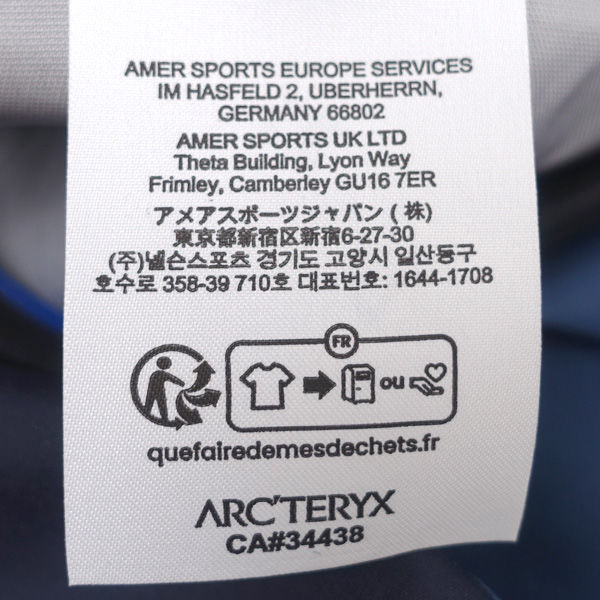 AMER SPORTS EUROPE SERVICES
IM HASFELD 2, UBERHERRN,
GERMANY 66802
AMER SPORTS UK LTD
Theta Building, Lyon Way
Frimley, Camberley GU16 7ER
アメアスポーツジャパン ( 株)
東京都新宿区新宿6-27-30
(주)넬슨스포츠 경기도 고양시 일산동구
호수로 358-39 710호 대표번호: 1644-1708
FR
ou
quefairedemesdechets.fr
ARC'TERYX
CA#34438